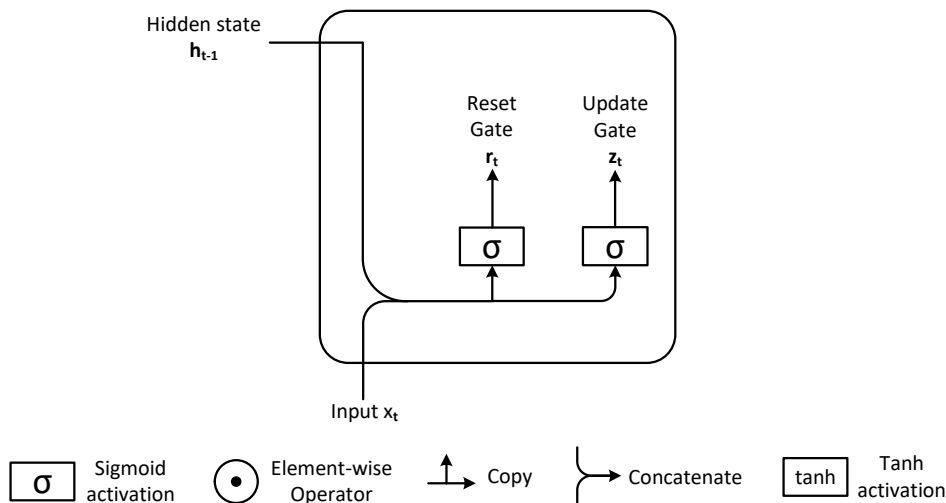 Hidden state
h_{t-1}
Reset
Gate
r_t
Update
Gate
z_t
σ
σ
Input x_t
σ
Sigmoid
activation
Element-wise
Operator
Copy
Concatenate
tanh
Tanh
activation